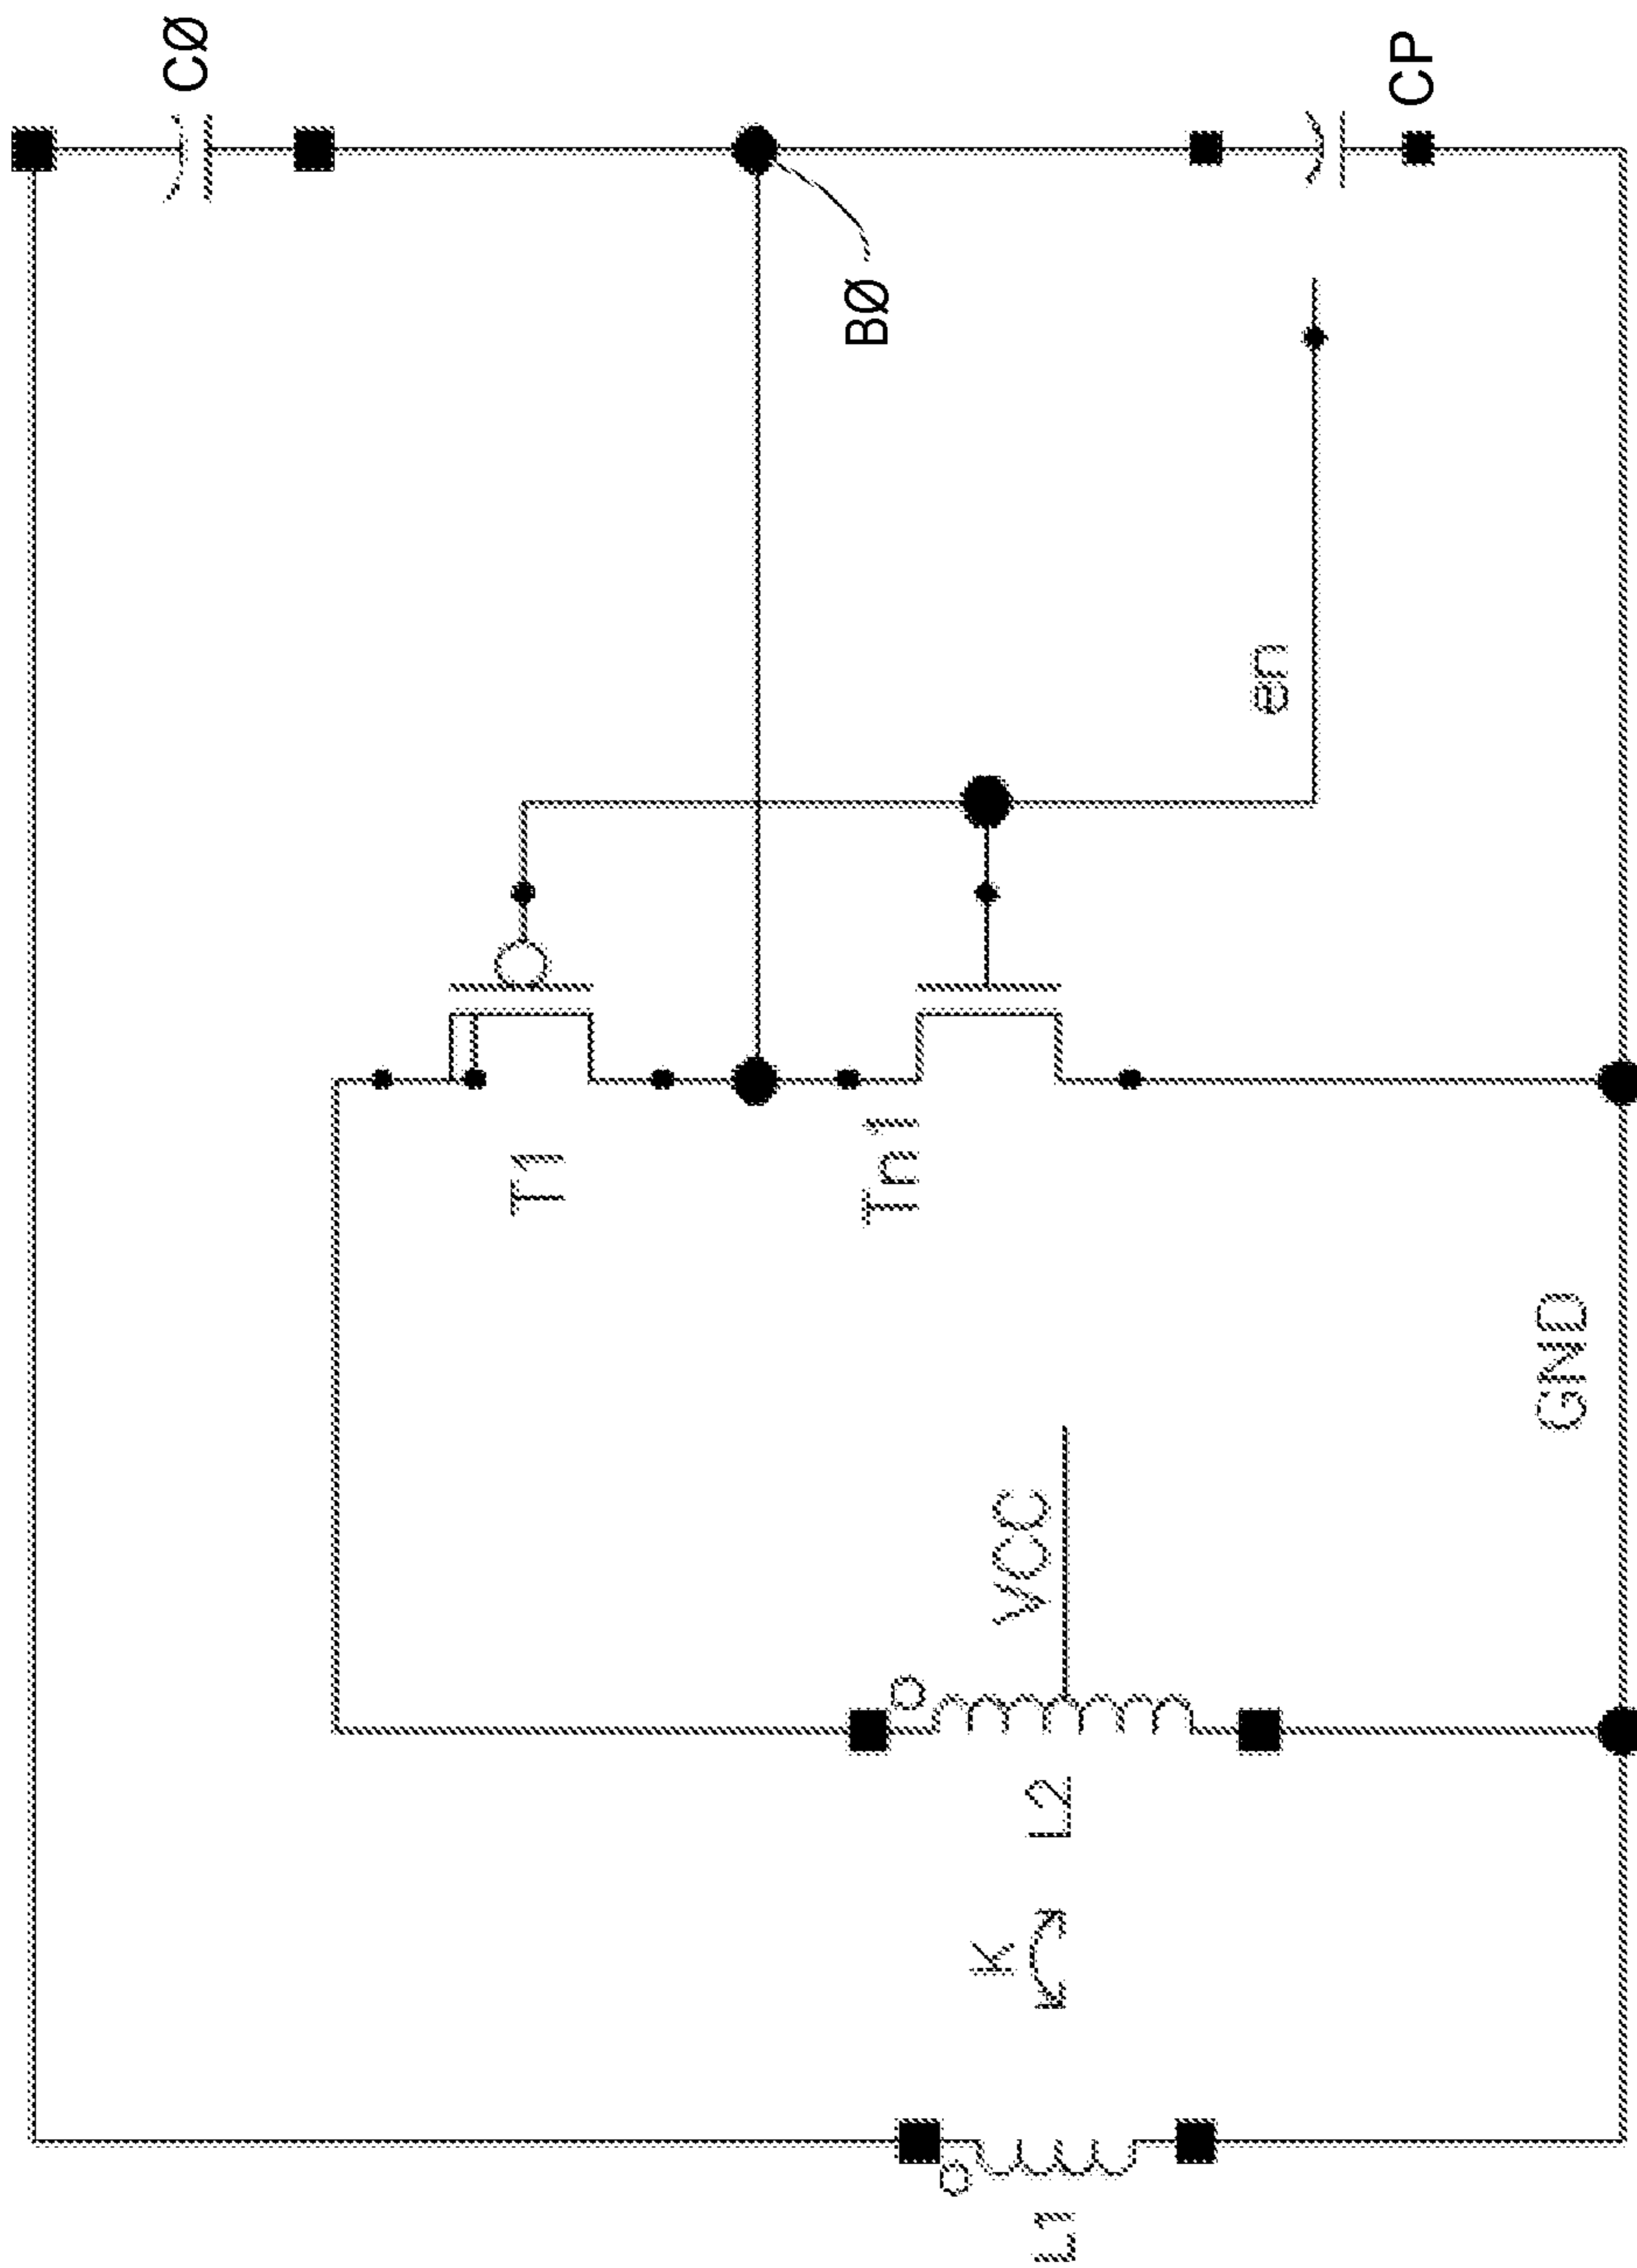 CØ
CP
BØ
en
T1
Tn1
GND
VCC
L2
K
L1